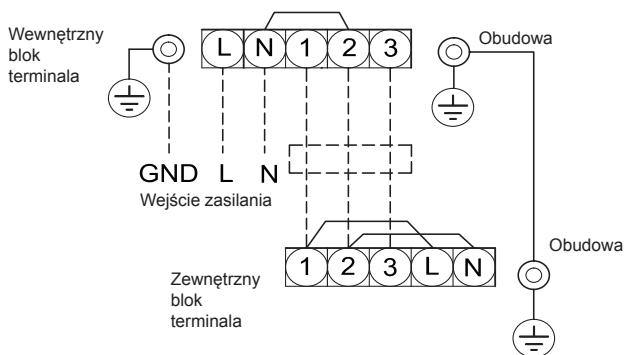 Wewnętrzny
blok
terminala
L N 1 2 3
Obudowa
GND L N
Wejście zasilania
1 2 3 L N
Obudowa
Zewnętrzny
blok
terminala